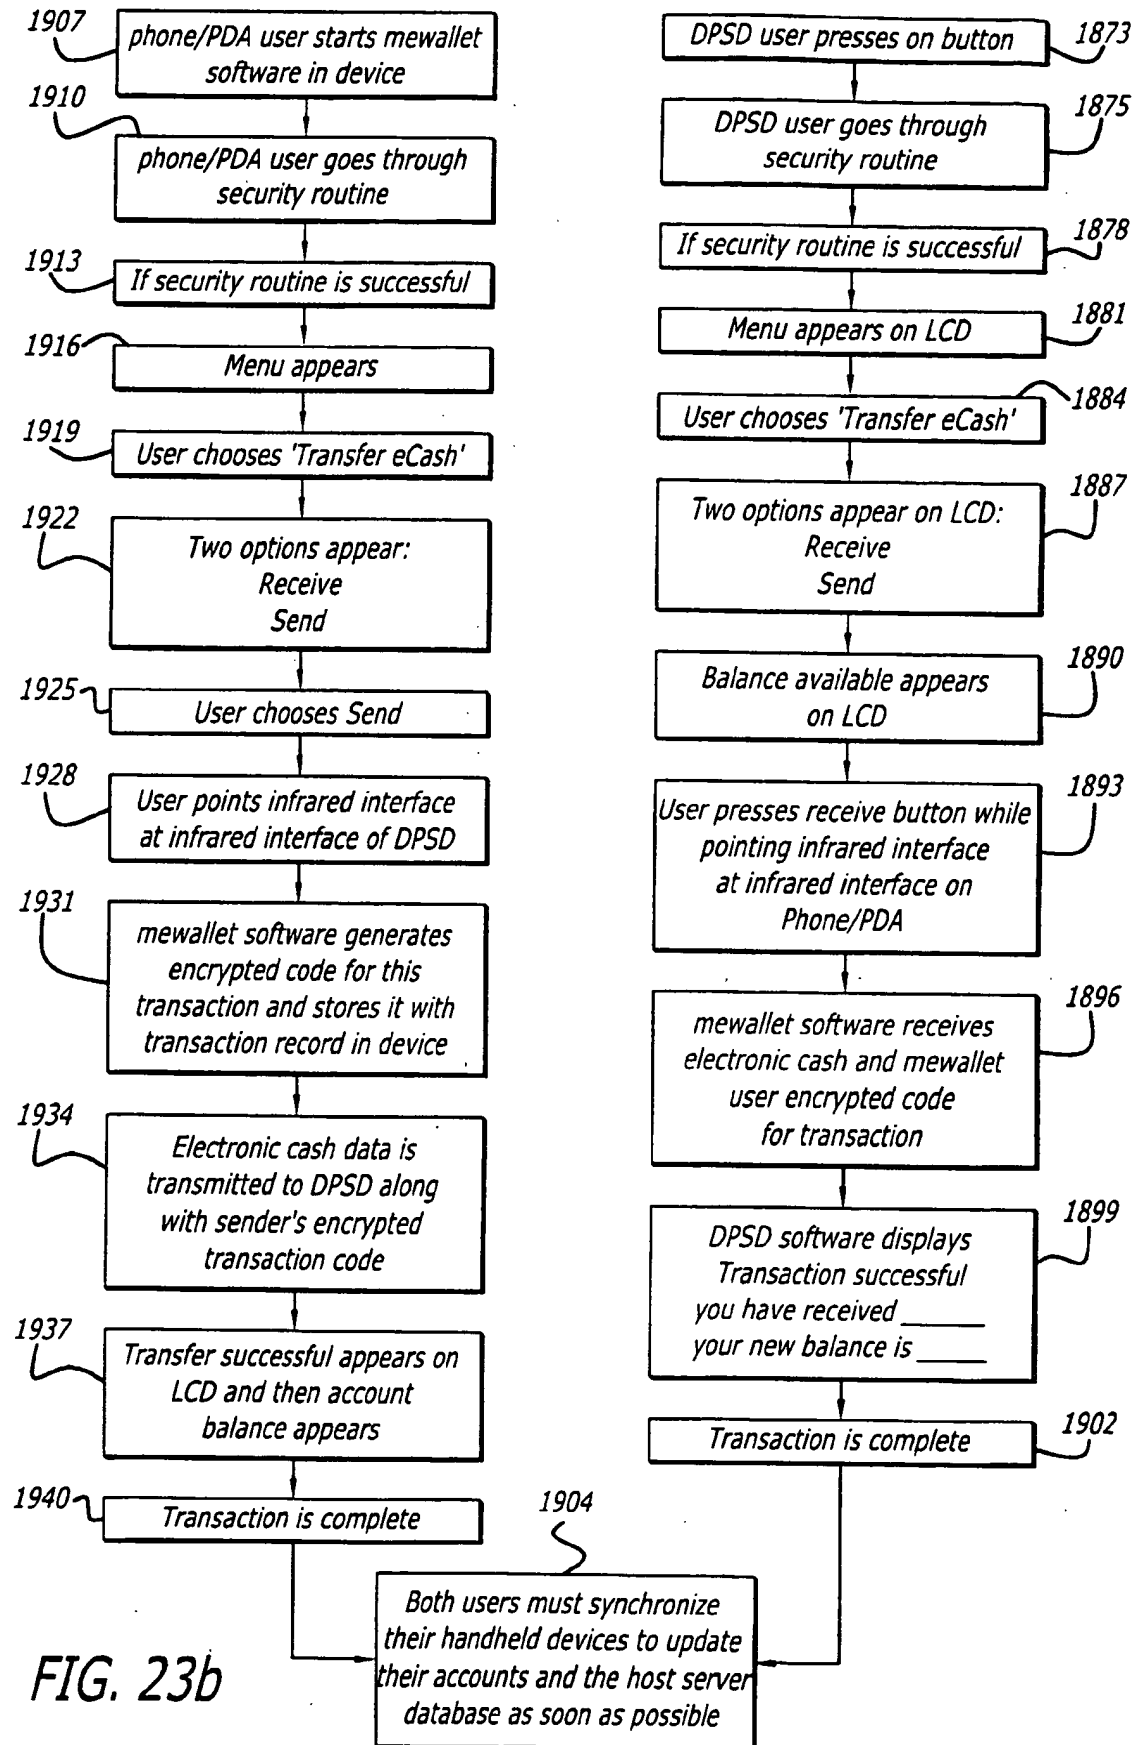 1907
phone/PDA user starts mewallet
software in device
1910
phone/PDA user goes through
security routine
1913
If security routine is successful
1916
Menu appears
1919
User chooses 'Transfer eCash'
1922
Two options appear:
Receive
Send
1925
User chooses Send
1928
User points infrared interface
at infrared interface of DPSD
1931
mewallet software generates
encrypted code for this
transaction and stores it with
transaction record in device
1934
Electronic cash data is
transmitted to DPSD along
with sender's encrypted
transaction code
1937
Transfer successful appears on
LCD and then account
balance appears
1940
Transaction is complete
DPSD user presses on button
1873
DPSD user goes through
security routine
1875
If security routine is successful
1878
Menu appears on LCD
1881
User chooses 'Transfer eCash'
1884
Two options appear on LCD:
Receive
Send
1887
Balance available appears
on LCD
1890
User presses receive button while
pointing infrared interface
at infrared interface on
Phone/PDA
1893
mewallet software receives
electronic cash and mewallet
user encrypted code
for transaction
1896
DPSD software displays
Transaction successful
you have received ______
your new balance is _____
1899
Transaction is complete
1902
1904
Both users must synchronize
their handheld devices to update
their accounts and the host server
database as soon as possible
FIG. 23b